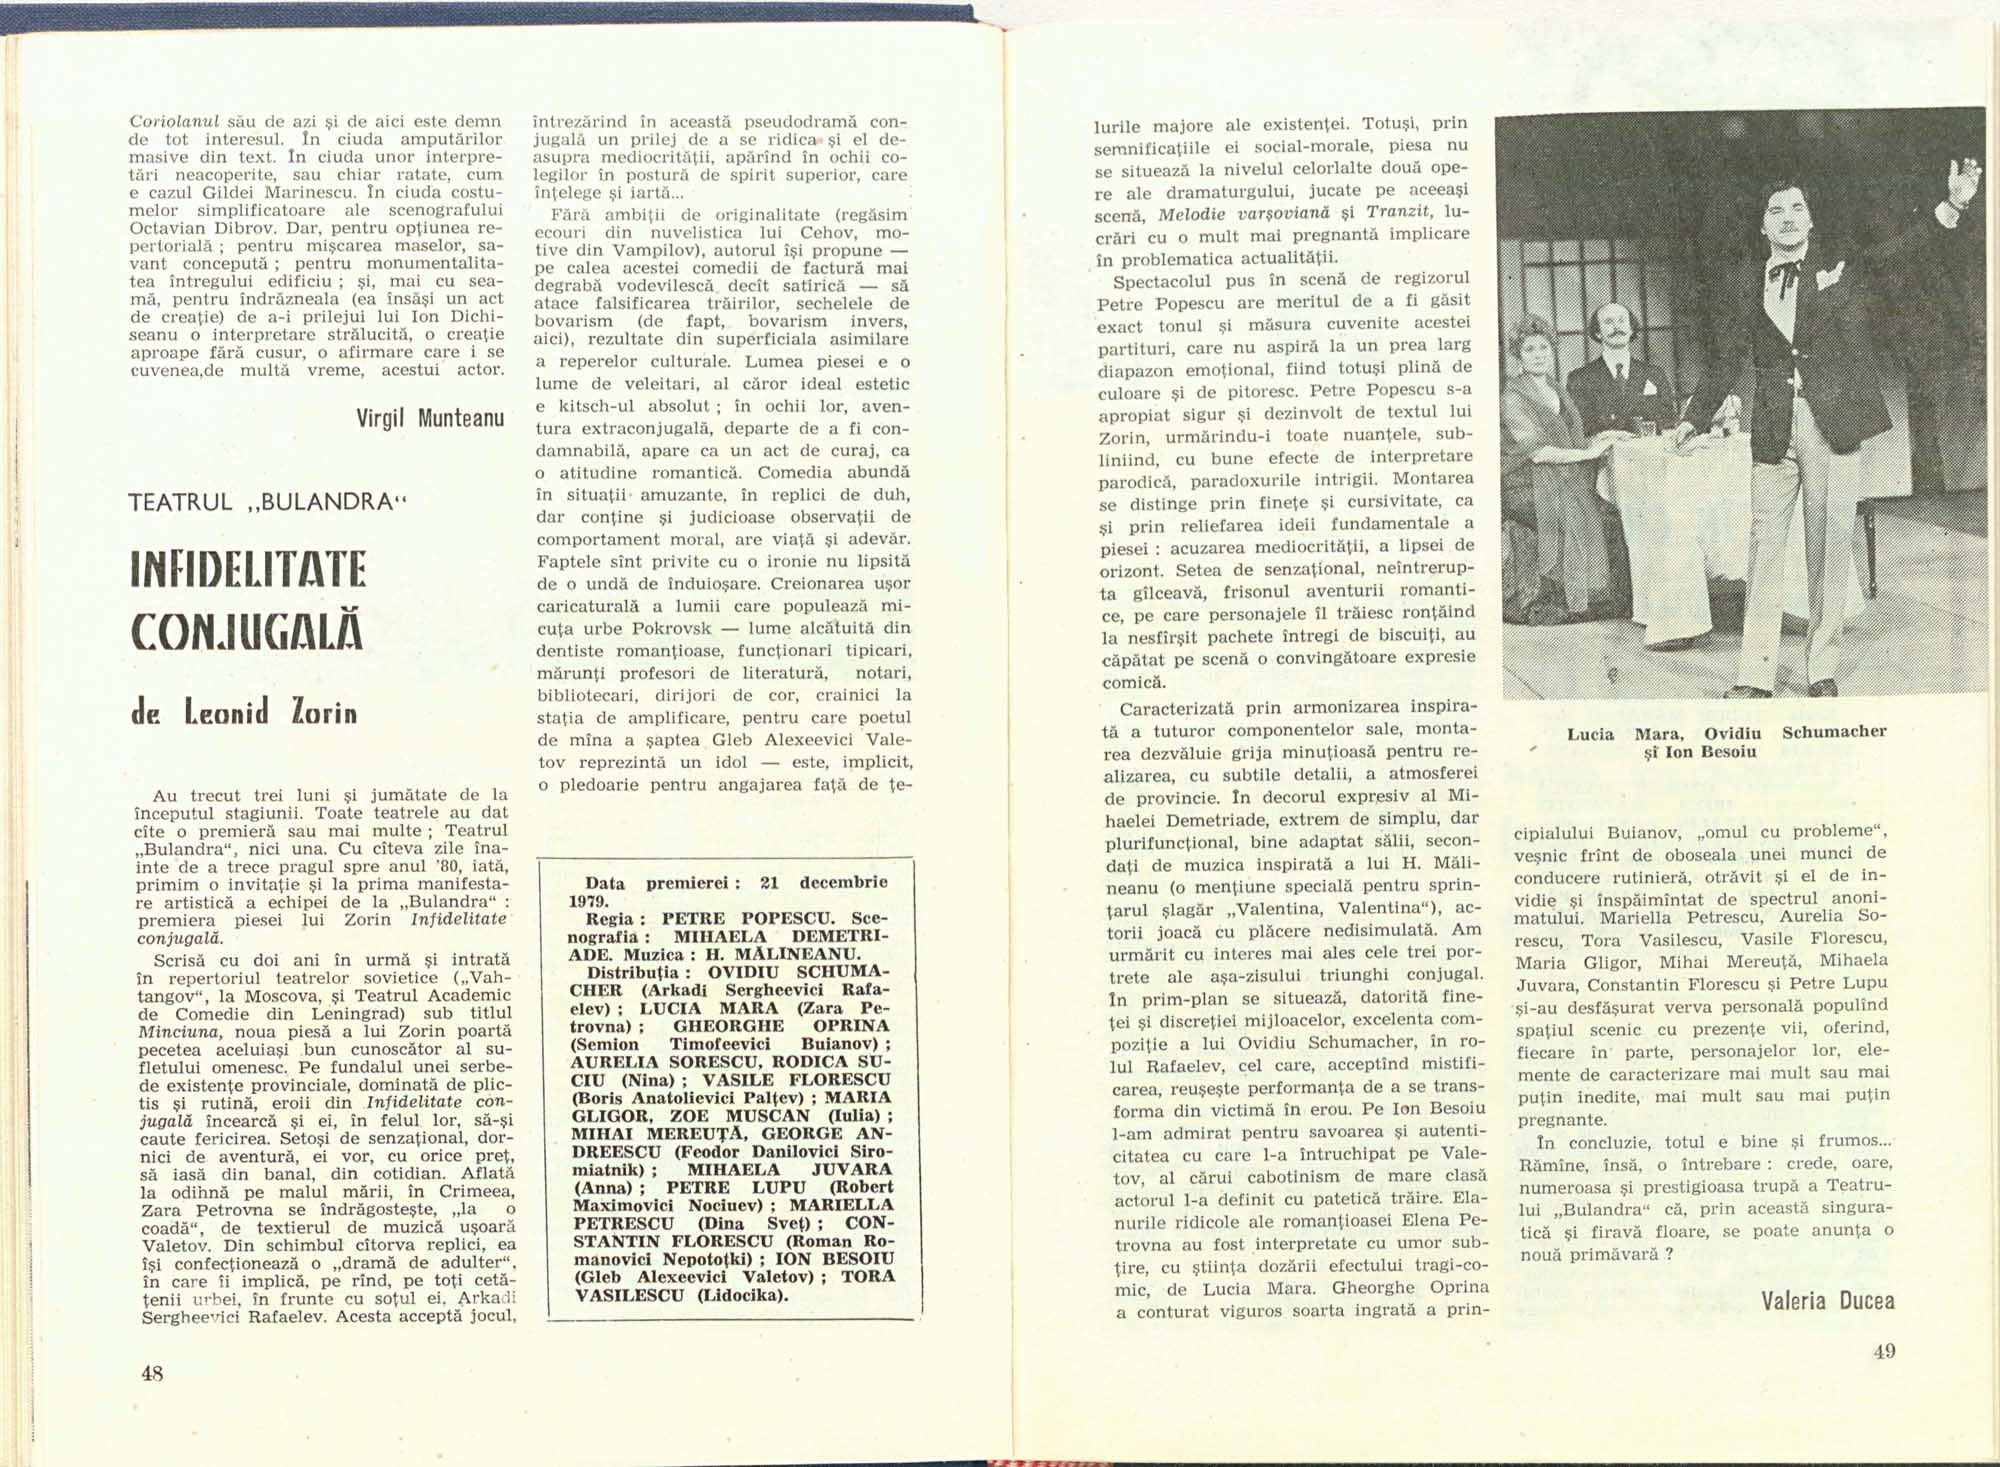 Coriolanul său de azi și de aici este demn
de tot interesul. În ciuda amputărilor
masive din text. În ciuda unor interpre-
tări neacoperite, sau chiar ratate, cum
e cazul Gildei Marinescu. În ciuda costu-
melor simplificatoare ale scenografului
Octavian Dibrov. Dar, pentru opțiunea re-
pertorială ; pentru mișcarea maselor, sa-
vant concepută ; pentru monumentalita-
tea întregului edificiu ; și, mai cu sea-
mă, pentru îndrăzneala (ea însăși un act
de creație) de a-i prilejui lui Ion Dichi-
seanu o interpretare strălucită, o creație
aproape fără cusur, o afirmare care i se
cuvenea,de multă vreme, acestui actor.
Virgil Munteanu
TEATRUL „BULANDRA“
INFIDELITATE
CONJUGALĂ
de Leonid Zorin
Au trecut trei luni și jumătate de la
începutul stagiunii. Toate teatrele au dat
cîte o premieră sau mai multe ; Teatrul
„Bulandra“, nici una. Cu cîteva zile îna-
inte de a trece pragul spre anul '80, iată,
primim o invitație și la prima manifesta-
re artistică a echipei de la „Bulandra“ :
premiera piesei lui Zorin Infidelitate
conjugală.
Scrisă cu doi ani în urmă și intrată
în repertoriul teatrelor sovietice („Vah-
tangov“, la Moscova, și Teatrul Academic
de Comedie din Leningrad) sub titlul
Minciuna, noua piesă a lui Zorin poartă
pecetea aceluiași bun cunoscător al su-
fletului omenesc. Pe fundalul unei serbe-
de existențe provinciale, dominată de plic-
tis și rutină, eroii din Infidelitate con-
jugală încearcă și ei, în felul lor, să-și
caute fericirea. Setoși de senzațional, dor-
nici de aventură, ei vor, cu orice preț,
să iasă din banal, din cotidian. Aflată
la odihnă pe malul mării, în Crimeea,
Zara Petrovna se îndrăgostește, „la o
coadă“, de textierul de muzică ușoară
Valetov. Din schimbul cîtorva replici, ea
își confecționează o „dramă de adulter“,
în care îi implică, pe rînd, pe toți cetă-
țenii urbei, în frunte cu soțul ei, Arkadi
Sergheevici Rafaelev. Acesta acceptă jocul,
48
întrezărind în această pseudodramă con-
jugală un prilej de a se ridica și el de-
asupra mediocrității, apărînd în ochii co-
legilor în postură de spirit superior, care
înțelege și iartă...
Fără ambiții de originalitate (regăsim
ecouri din nuvelistica lui Cehov, mo-
tive din Vampilov), autorul își propune —
pe calea acestei comedii de factură mai
degrabă vodevilescă decît satirică — să
atace falsificarea trăirilor, sechelele de
bovarism (de fapt, bovarism invers,
aici), rezultate din superficiala asimilare
a reperelor culturale. Lumea piesei e o
lume de veleitari, al căror ideal estetic
e kitsch-ul absolut ; în ochii lor, aven-
tura extraconjugală, departe de a fi con-
damnabilă, apare ca un act de curaj, ca
o atitudine romantică. Comedia abundă
în situații amuzante, în replici de duh,
dar conține și judicioase observații de
comportament moral, are viață și adevăr.
Faptele sînt privite cu o ironie nu lipsită
de o undă de înduioșare. Creionarea ușor
caricaturală a lumii care populează mi-
cuța urbe Pokrovsk — lume alcătuită din
dentiste romanțioase, funcționari tipicari,
mărunți profesori de literatură, notari,
bibliotecari, dirijori de cor, crainici la
stația de amplificare, pentru care poetul
de mîna a șaptea Gleb Alexeevici Vale-
tov reprezintă un idol — este, implicit,
o pledoarie pentru angajarea față de țe-
Data premierei : 21 decembrie
1979.
Regia : PETRE POPESCU. Sce-
nografia : MIHAELA DEMETRI-
ADE. Muzica : H. MĂLINEANU.
Distribuția : OVIDIU SCHUMA-
CHER (Arkadi Sergheevici Rafa-
elev) ; LUCIA MARA (Zara Pe-
trovna) ; GHEORGHE OPRINA
(Semion Timofeevici Buianov) ;
AURELIA SORESCU, RODICA SU-
CIU (Nina) ; VASILE FLORESCU
(Boris Anatolievici Palțev) ; MARIA
GLIGOR, ZOE MUSCAN (Iulia) ;
MIHAI MEREUȚĂ, GEORGE AN-
DREESCU (Feodor Danilovici Siro-
miatnik) ; MIHAELA JUVARA
(Anna) ; PETRE LUPU (Robert
Maximovici Nociuev) ; MARIELLA
PETRESCU (Dina Sveț) ; CON-
STANTIN FLORESCU (Roman Ro-
manovici Nepototki) ; ION BESOIU
(Gleb Alexeevici Valetov) ; TORA
VASILESCU (Lidocika).
lurile majore ale existenței. Totuși, prin
semnificațiile ei social-morale, piesa nu
se situează la nivelul celorlalte două ope-
re ale dramaturgului, jucate pe aceeași
scenă, Melodie varșoviană și Tranzit, lu-
crări cu o mult mai pregnantă implicare
în problematica actualității.
Spectacolul pus în scenă de regizorul
Petre Popescu are meritul de a fi găsit
exact tonul și măsura cuvenite acestei
partituri, care nu aspiră la un prea larg
diapazon emoțional, fiind totuși plină de
culoare și de pitoresc. Petre Popescu s-a
apropiat sigur și dezinvolt de textul lui
Zorin, urmărindu-i toate nuanțele, sub-
liniind, cu bune efecte de interpretare
parodică, paradoxurile intrigii. Montarea
se distinge prin finețe și cursivitate, ca
și prin reliefarea ideii fundamentale a
piesei : acuzarea mediocrității, a lipsei de
orizont. Setea de senzațional, neîntrerup-
ta gîlceavă, frisonul aventurii romanti-
ce, pe care personajele îl trăiesc ronțăind
la nesfîrșit pachete întregi de biscuiți, au
căpătat pe scenă o convingătoare expresie
comică.
Caracterizată prin armonizarea inspira-
tă a tuturor componentelor sale, monta-
rea dezvăluie grija minuțioasă pentru re-
alizarea, cu subtile detalii, a atmosferei
de provincie. În decorul expresiv al Mi-
haelei Demetriade, extrem de simplu, dar
plurifuncțional, bine adaptat sălii, secon-
dați de muzica inspirată a lui H. Măli-
neanu (o mențiune specială pentru sprin-
țarul șlagăr „Valentina, Valentina“), ac-
torii joacă cu plăcere nedisimulată. Am
urmărit cu interes mai ales cele trei por-
trete ale așa-zisului triunghi conjugal.
În prim-plan se situează, datorită fine-
ței și discreției mijloacelor, excelenta com-
poziție a lui Ovidiu Schumacher, în ro-
lul Rafaelev, cel care, acceptînd mistifi-
carea, reușește performanța de a se trans-
forma din victimă în erou. Pe Ion Besoiu
l-am admirat pentru savoarea și autenti-
citatea cu care l-a întruchipat pe Vale-
tov, al cărui cabotinism de mare clasă
actorul l-a definit cu patetică trăire. Ela-
nurile ridicole ale romanțioasei Elena Pe-
trovna au fost interpretate cu umor sub-
țire, cu știința dozării efectului tragi-co-
mic, de Lucia Mara. Gheorghe Oprina
a conturat viguros soarta ingrată a prin-
Lucia Mara, Ovidiu Schumacher
și Ion Besoiu
cipialului Buianov, „omul cu probleme“,
veșnic frînt de oboseala unei munci de
conducere rutinieră, otrăvit și el de in-
vidie și înspăimîntat de spectrul anoni-
matului. Mariella Petrescu, Aurelia So-
rescu, Tora Vasilescu, Vasile Florescu,
Maria Gligor, Mihai Mereuță, Mihaela
Juvara, Constantin Florescu și Petre Lupu
și-au desfășurat verva personală populînd
spațiul scenic cu prezențe vii, oferind,
fiecare în parte, personajelor lor, ele-
mente de caracterizare mai mult sau mai
puțin inedite, mai mult sau mai puțin
pregnante.
În concluzie, totul e bine și frumos...
Rămîne, însă, o întrebare : crede, oare,
numeroasa și prestigioasa trupă a Teatru-
lui „Bulandra“ că, prin această singura-
tică și firavă floare, se poate anunța o
nouă primăvară ?
Valeria Ducea
49